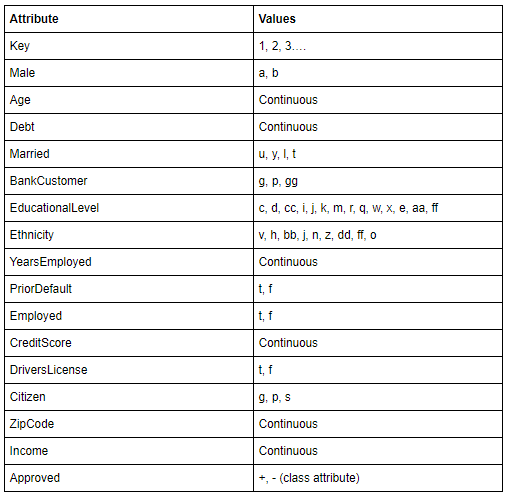 Attribute Values
Key 1, 2, 3….
Male a, b
Age Continuous
Debt Continuous
Married u, y, l, t
BankCustomer g, p, gg
EducationalLevel c, d, cc, i, j, k, m, r, q, w, x, e, aa, ff
Ethnicity v, h, bb, j, n, z, dd, ff, o
YearsEmployed Continuous
PriorDefault t, f
Employed t, f
CreditScore Continuous
DriversLicense t, f
Citizen g, p, s
ZipCode Continuous
Income Continuous
Approved +, - (class attribute)